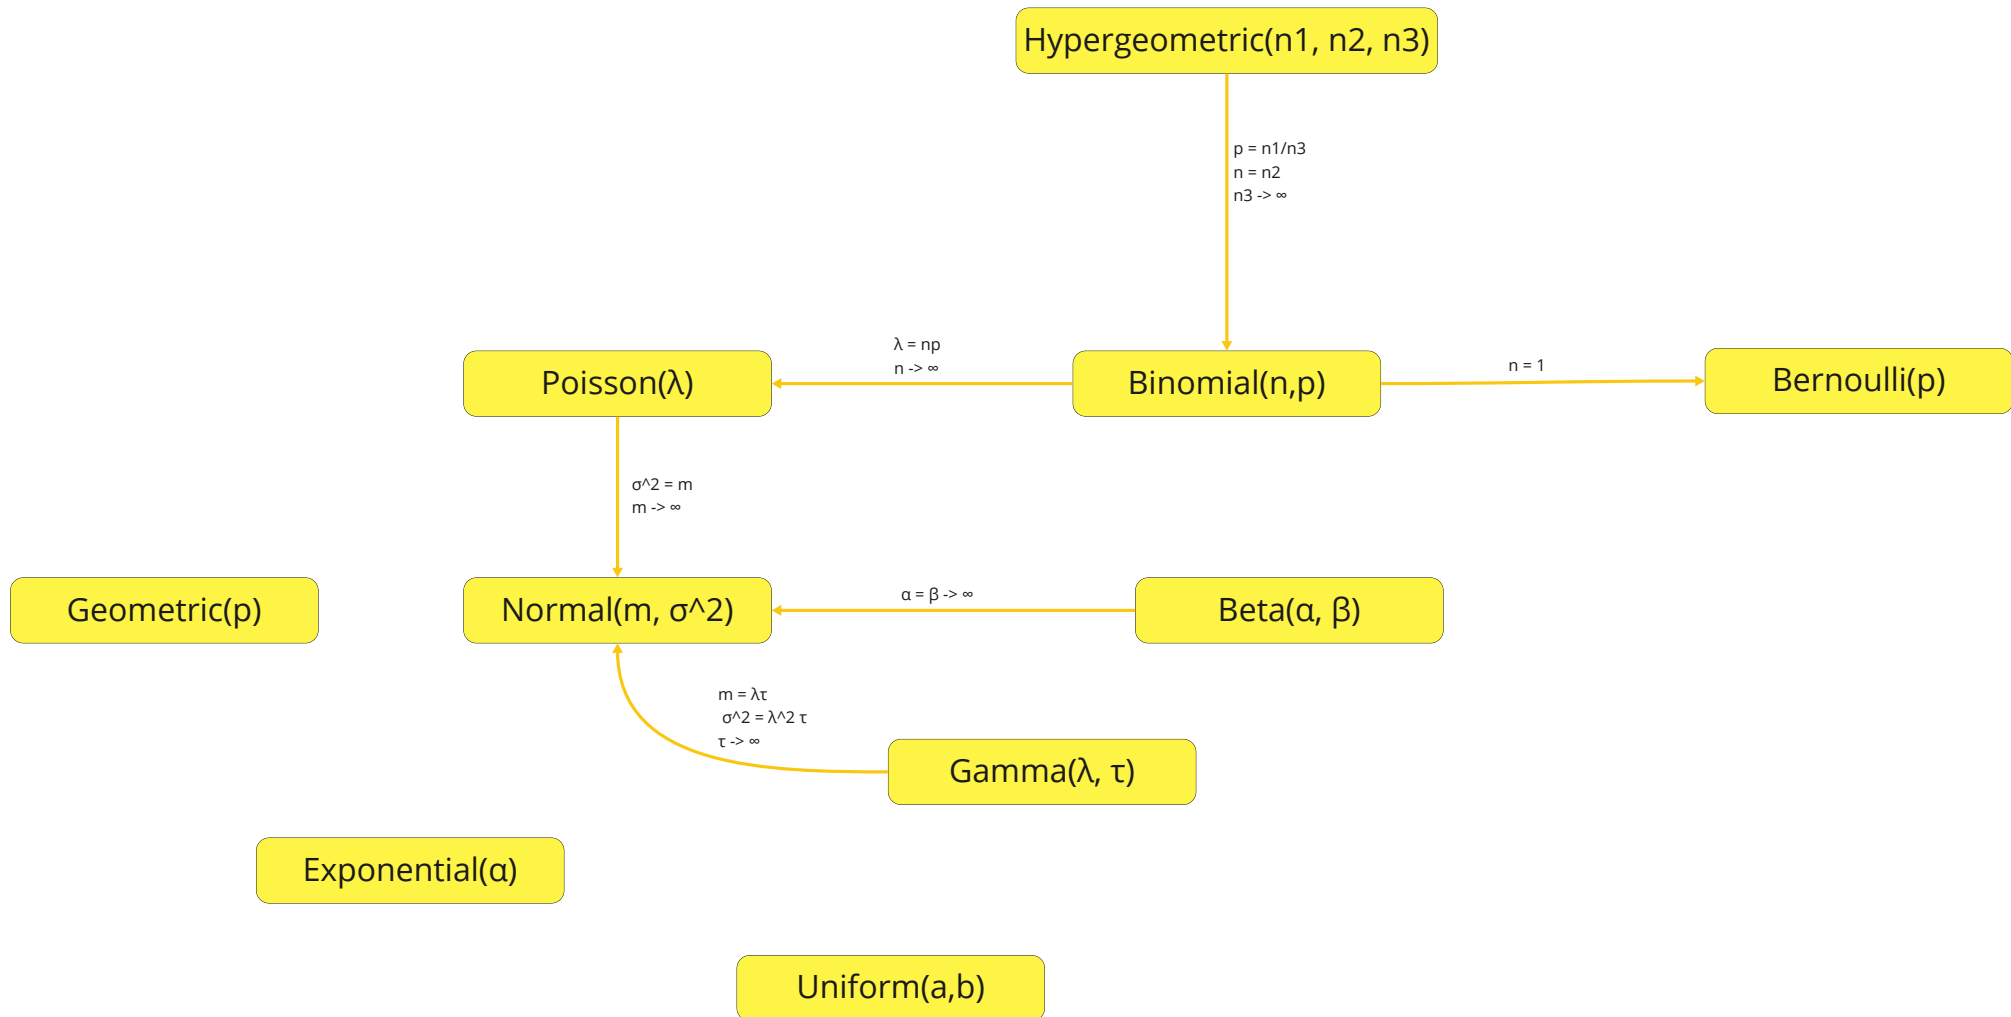 Hypergeometric(n1, n2, n3)
p = n1/n3
n = n2
n3 -> ∞
λ = np
n -> ∞
n = 1
Poisson(λ)
Binomial(n,p)
Bernoulli(p)
σ^2 = m
m -> ∞
Geometric(p)
Normal(m, σ^2)
α = β -> ∞
Beta(α, β)
m = λτ
σ^2 = λ^2 τ
τ -> ∞
Gamma(λ, τ)
Exponential(α)
Uniform(a,b)